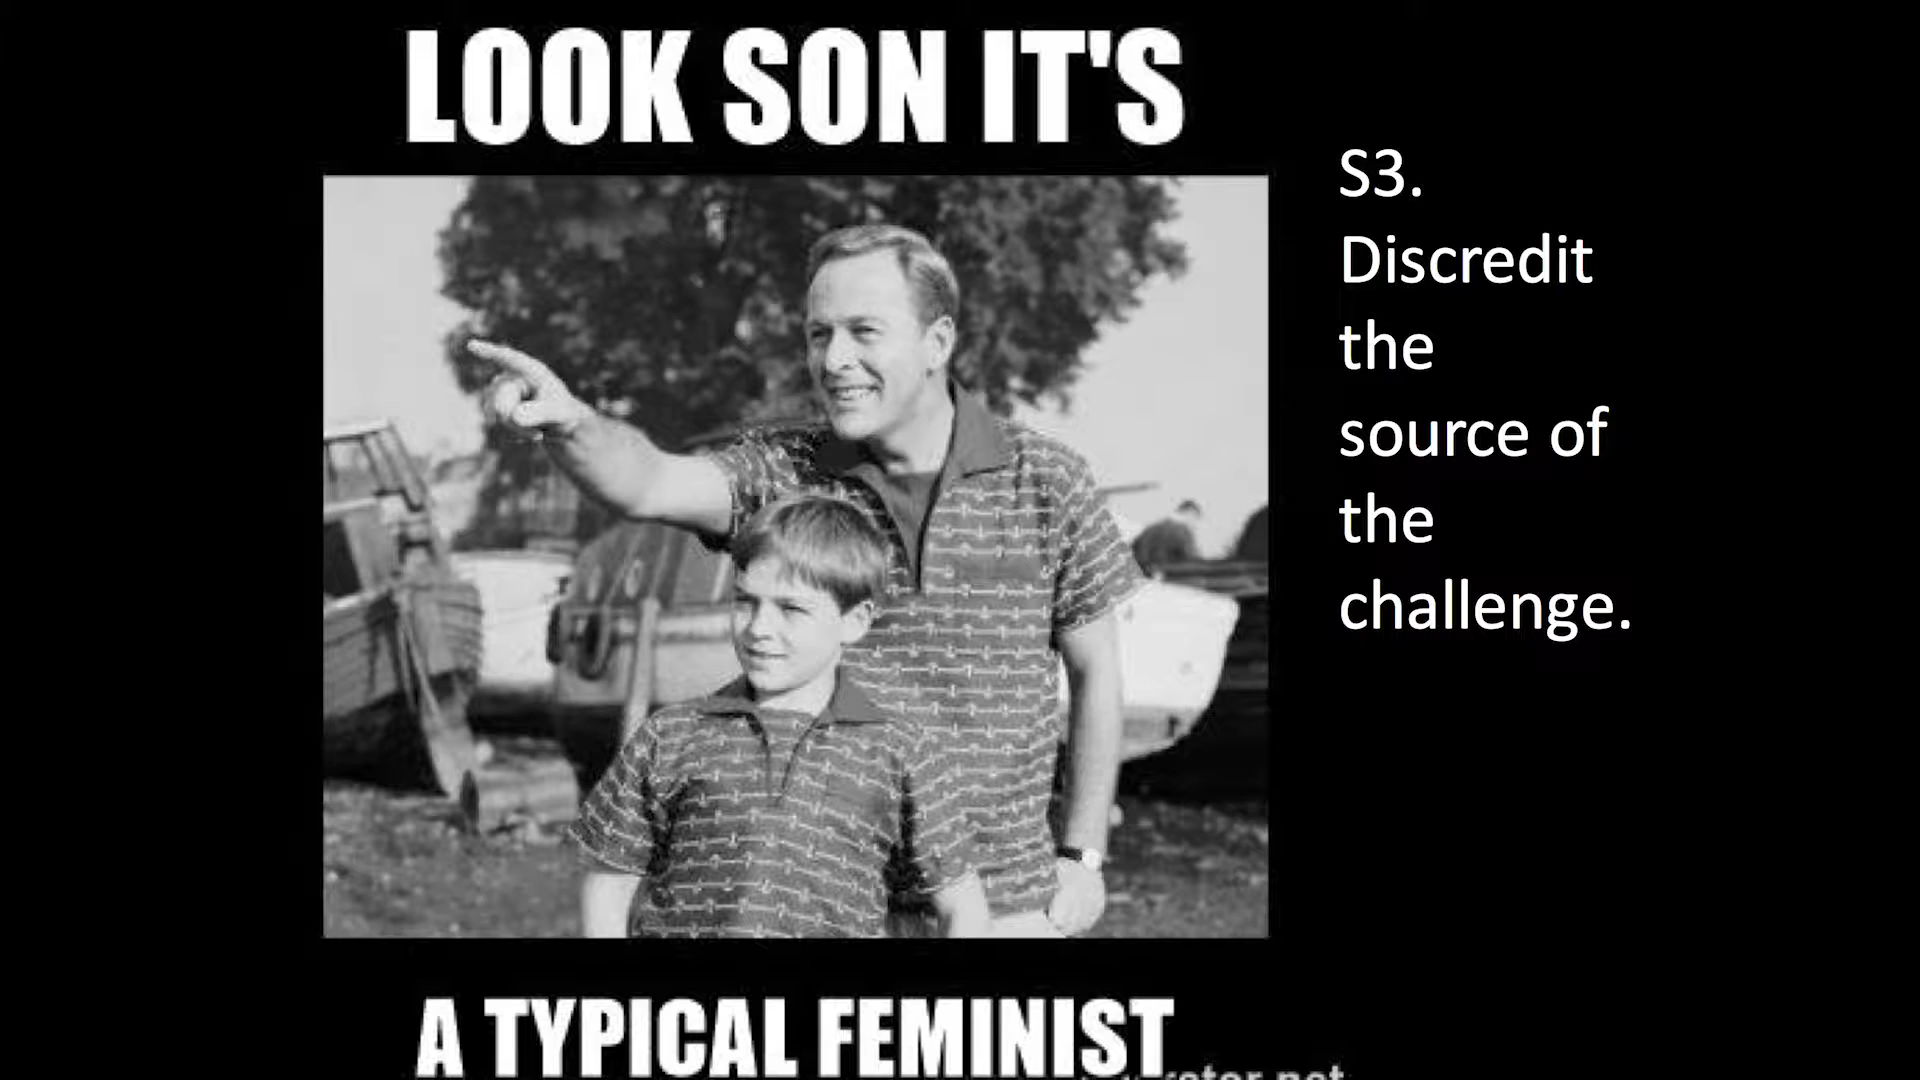 LOOK SON IT'S
S3.
Discredit
the
source of
the
challenge.
A TYPICAL FEMINIST